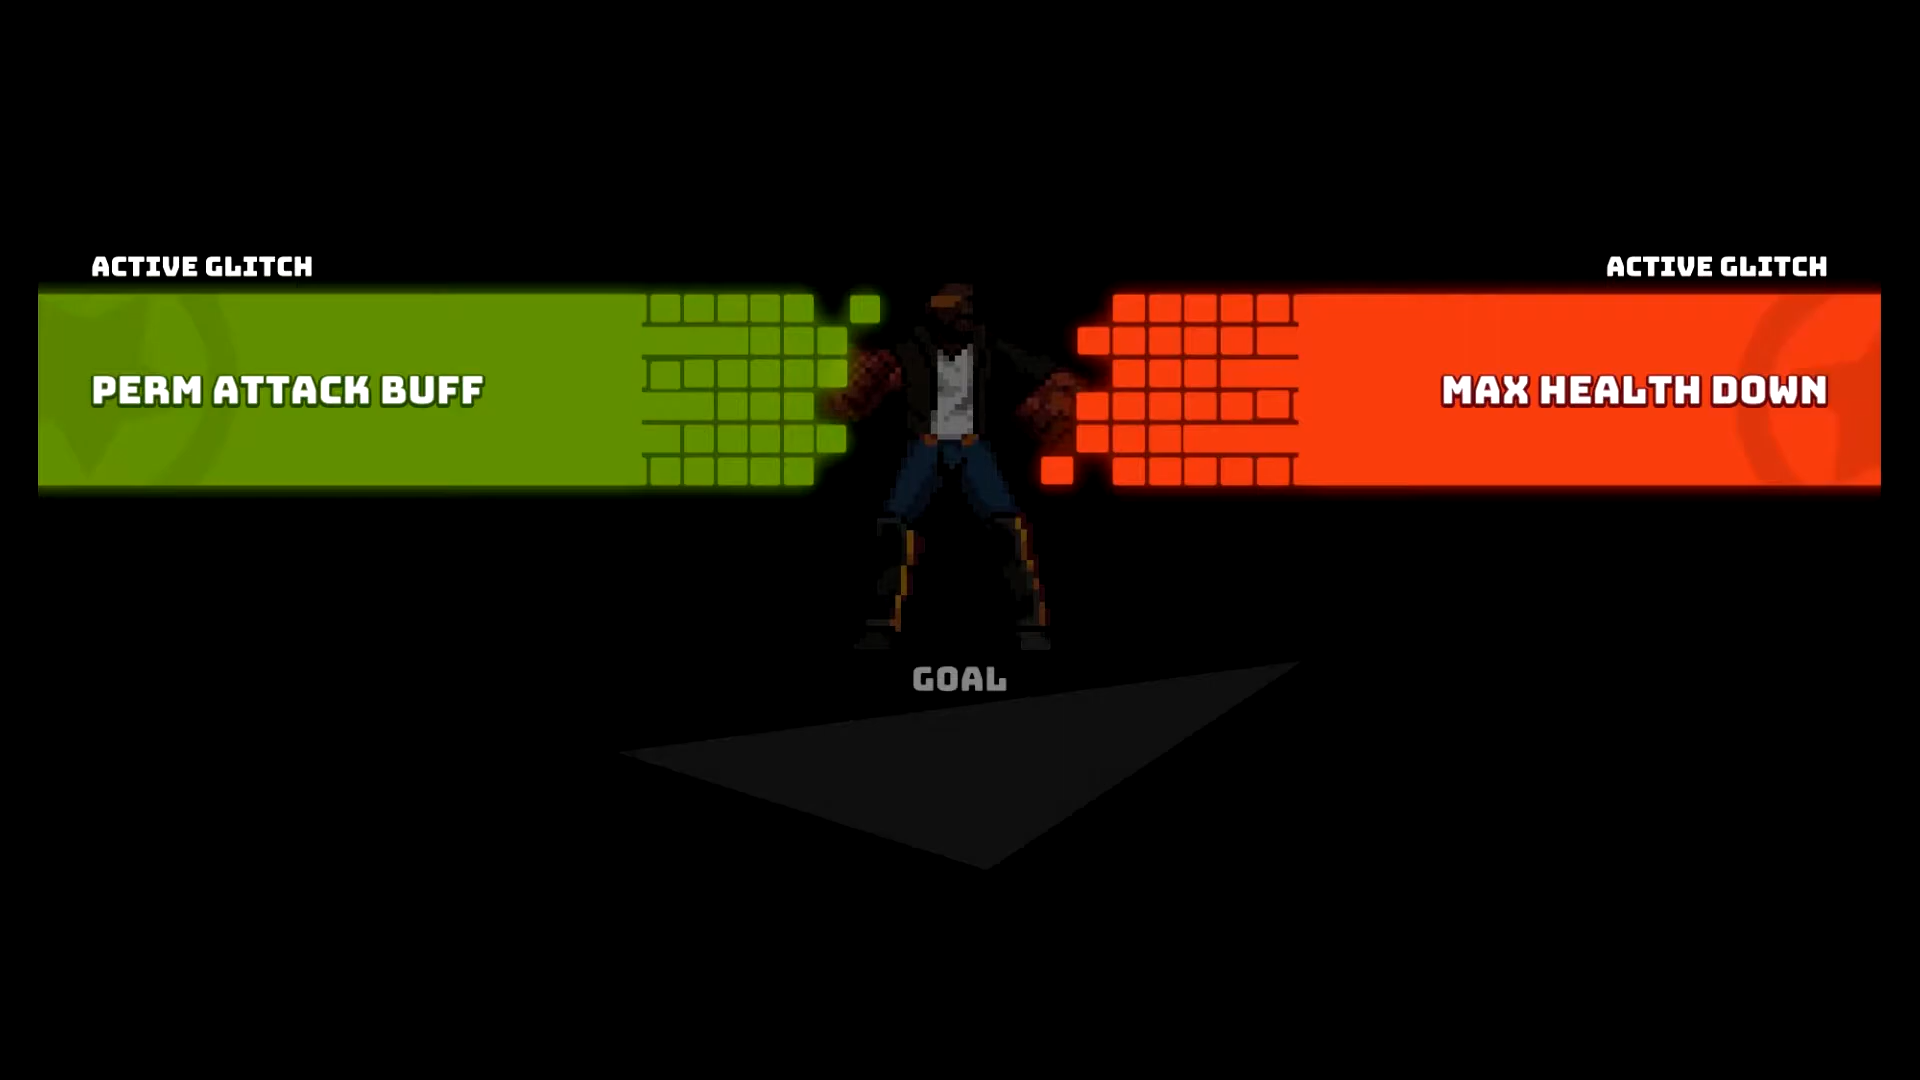 ACTIVE GLITCH
ACTIVE GLITCH
PERM ATTACK BUFF
MAX HEALTH DOWN
GOAL